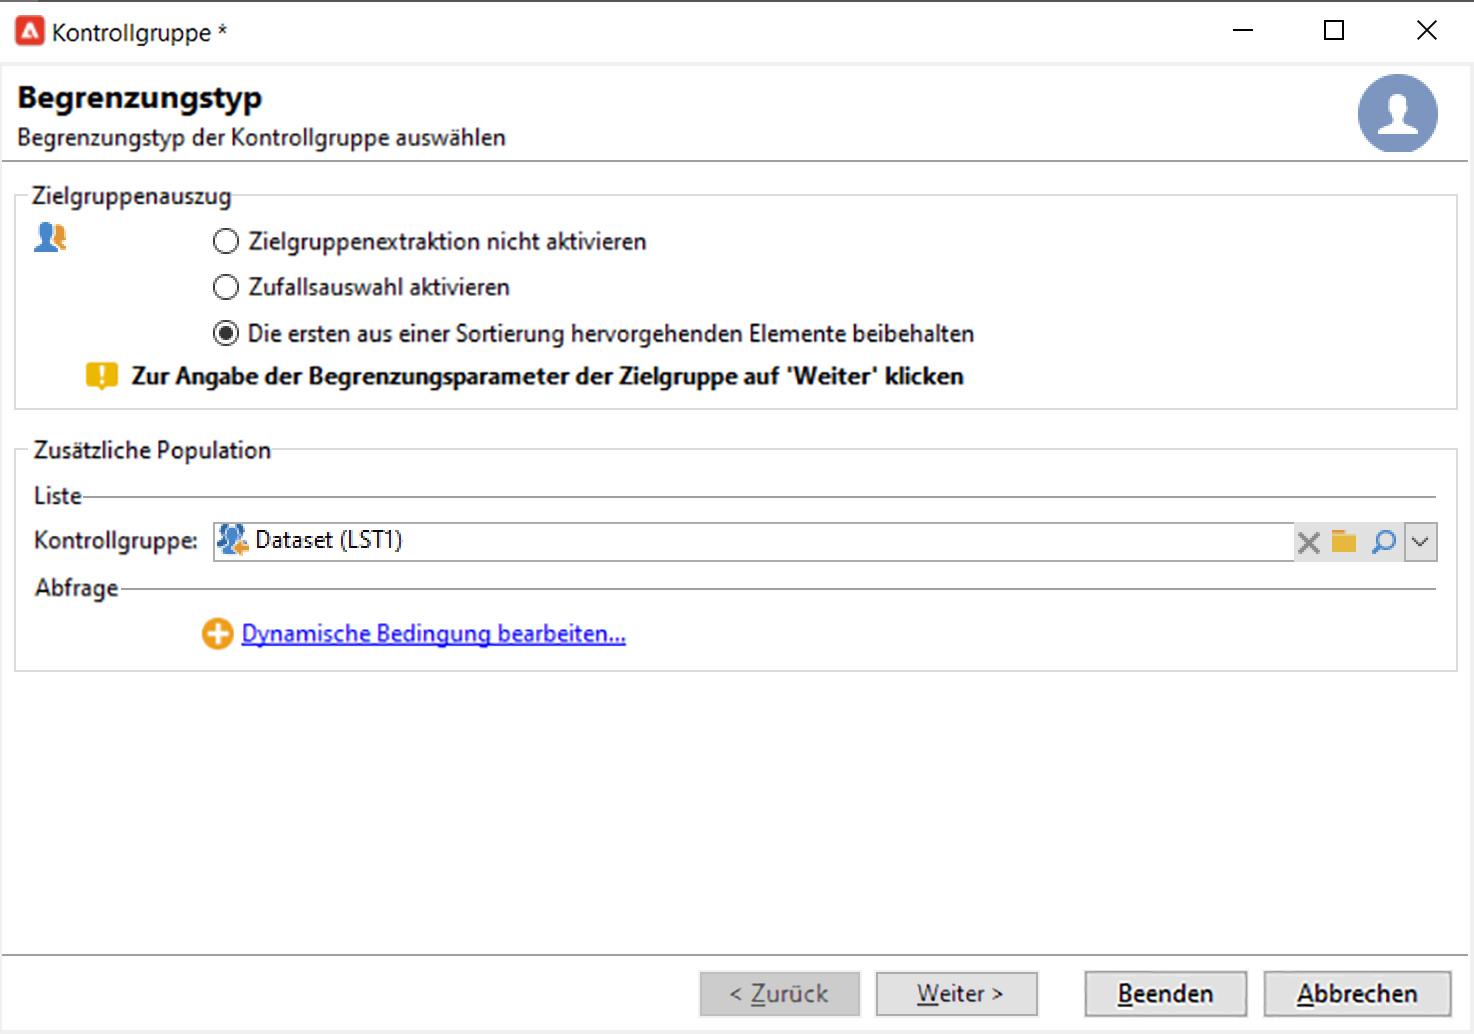 Kontrollgruppe *
Begrenzungstyp
Begrenzungstyp der Kontrollgruppe auswählen
Zielgruppenauszug
Zielgruppenextraktion nicht aktivieren
Zufallsauswahl aktivieren
Die ersten aus einer Sortierung hervorgehenden Elemente beibehalten
Zur Angabe der Begrenzungsparameter der Zielgruppe auf 'Weiter' klicken
Zusätzliche Population
Liste
Kontrollgruppe: Dataset (LST1)
Abfrage
Dynamische Bedingung bearbeiten...
< Zurück Weiter > Beenden Abbrechen